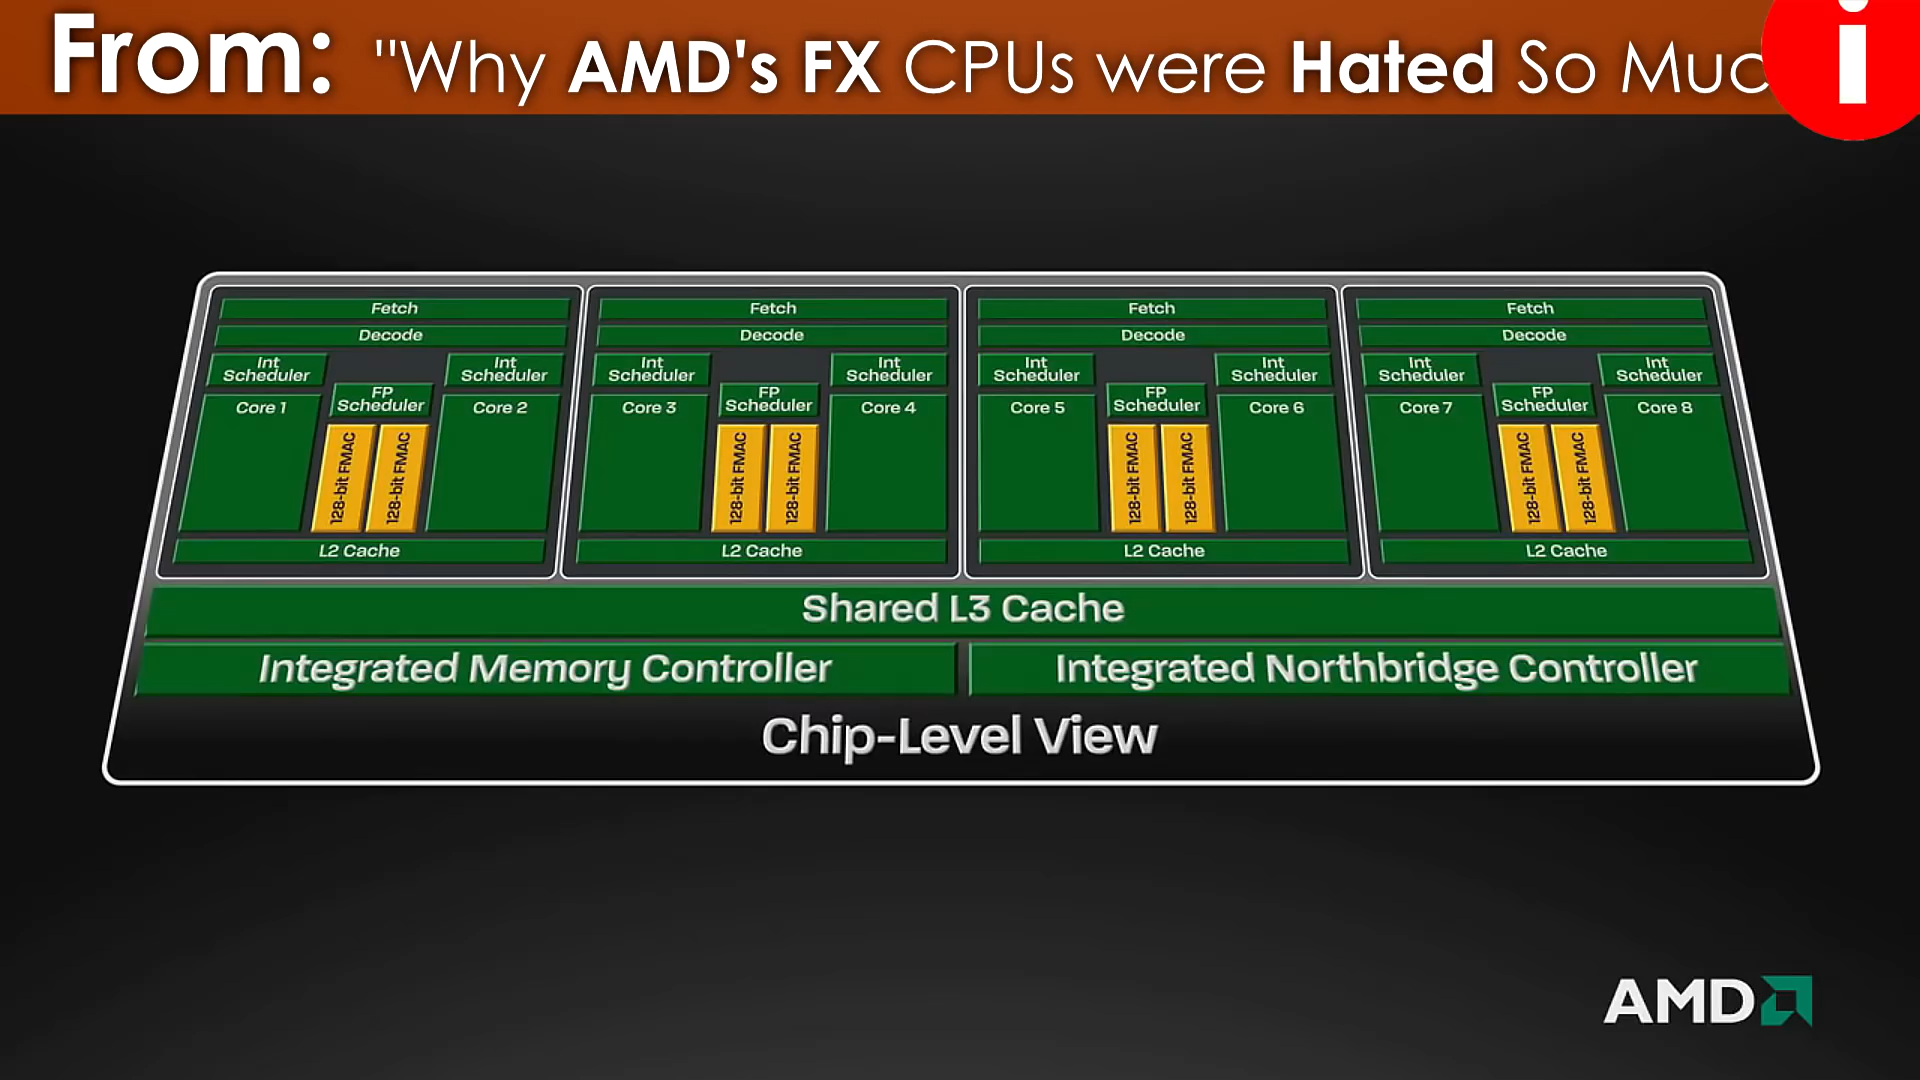 From: "Why AMD's FX CPUs were Hated So Muc
i
Fetch
Decode
Int Scheduler
Int Scheduler
FP Scheduler
Core 1
Core 2
128-bit FMAC
128-bit FMAC
L2 Cache
Fetch
Decode
Int Scheduler
Int Scheduler
FP Scheduler
Core 3
Core 4
128-bit FMAC
128-bit FMAC
L2 Cache
Fetch
Decode
Int Scheduler
Int Scheduler
FP Scheduler
Core 5
Core 6
128-bit FMAC
128-bit FMAC
L2 Cache
Fetch
Decode
Int Scheduler
Int Scheduler
FP Scheduler
Core 7
Core 8
128-bit FMAC
128-bit FMAC
L2 Cache
Shared L3 Cache
Integrated Memory Controller
Integrated Northbridge Controller
Chip-Level View
AMD